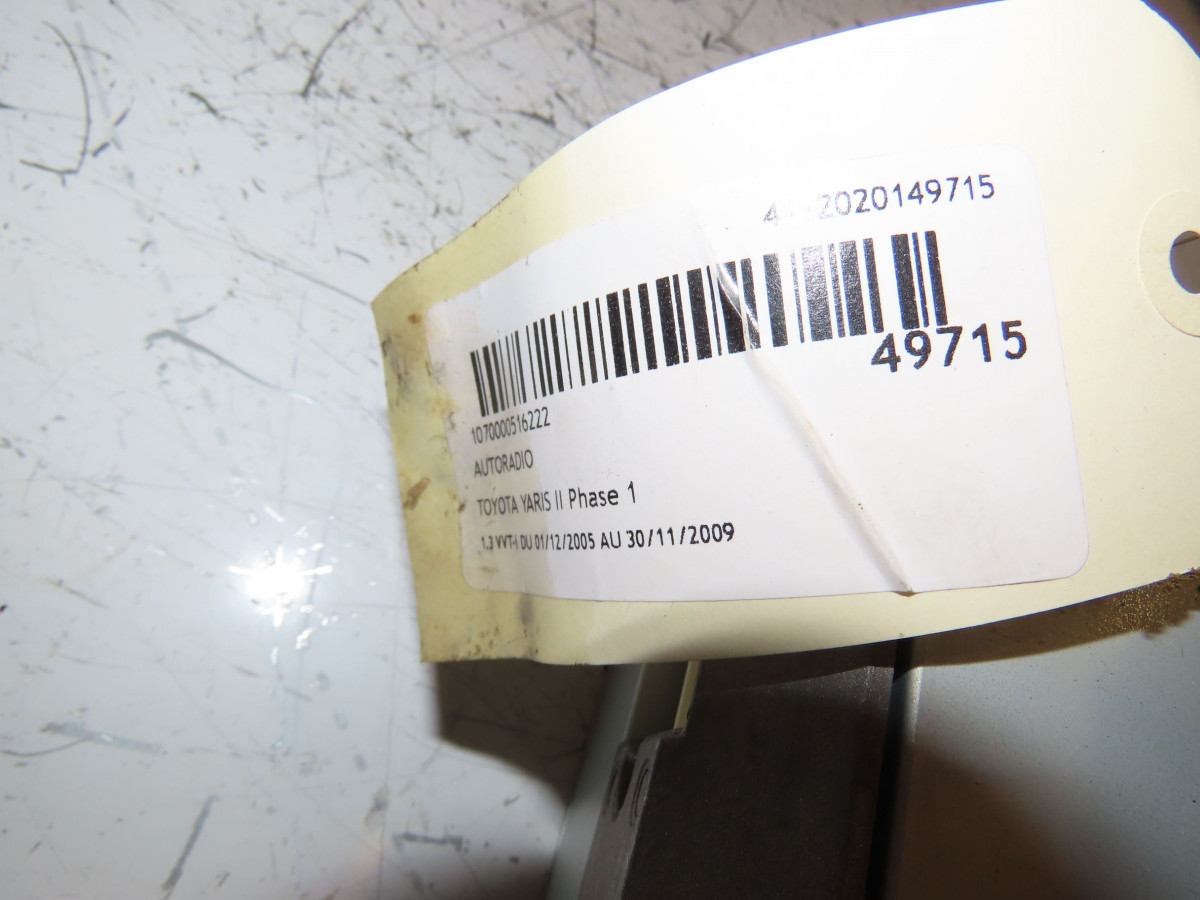 2020149715
49715
107000516222
AUTORADIO
TOYOTA YARIS II Phase 1
1.3 VVT-I DU 01/12/2005 AU 30/11/2009